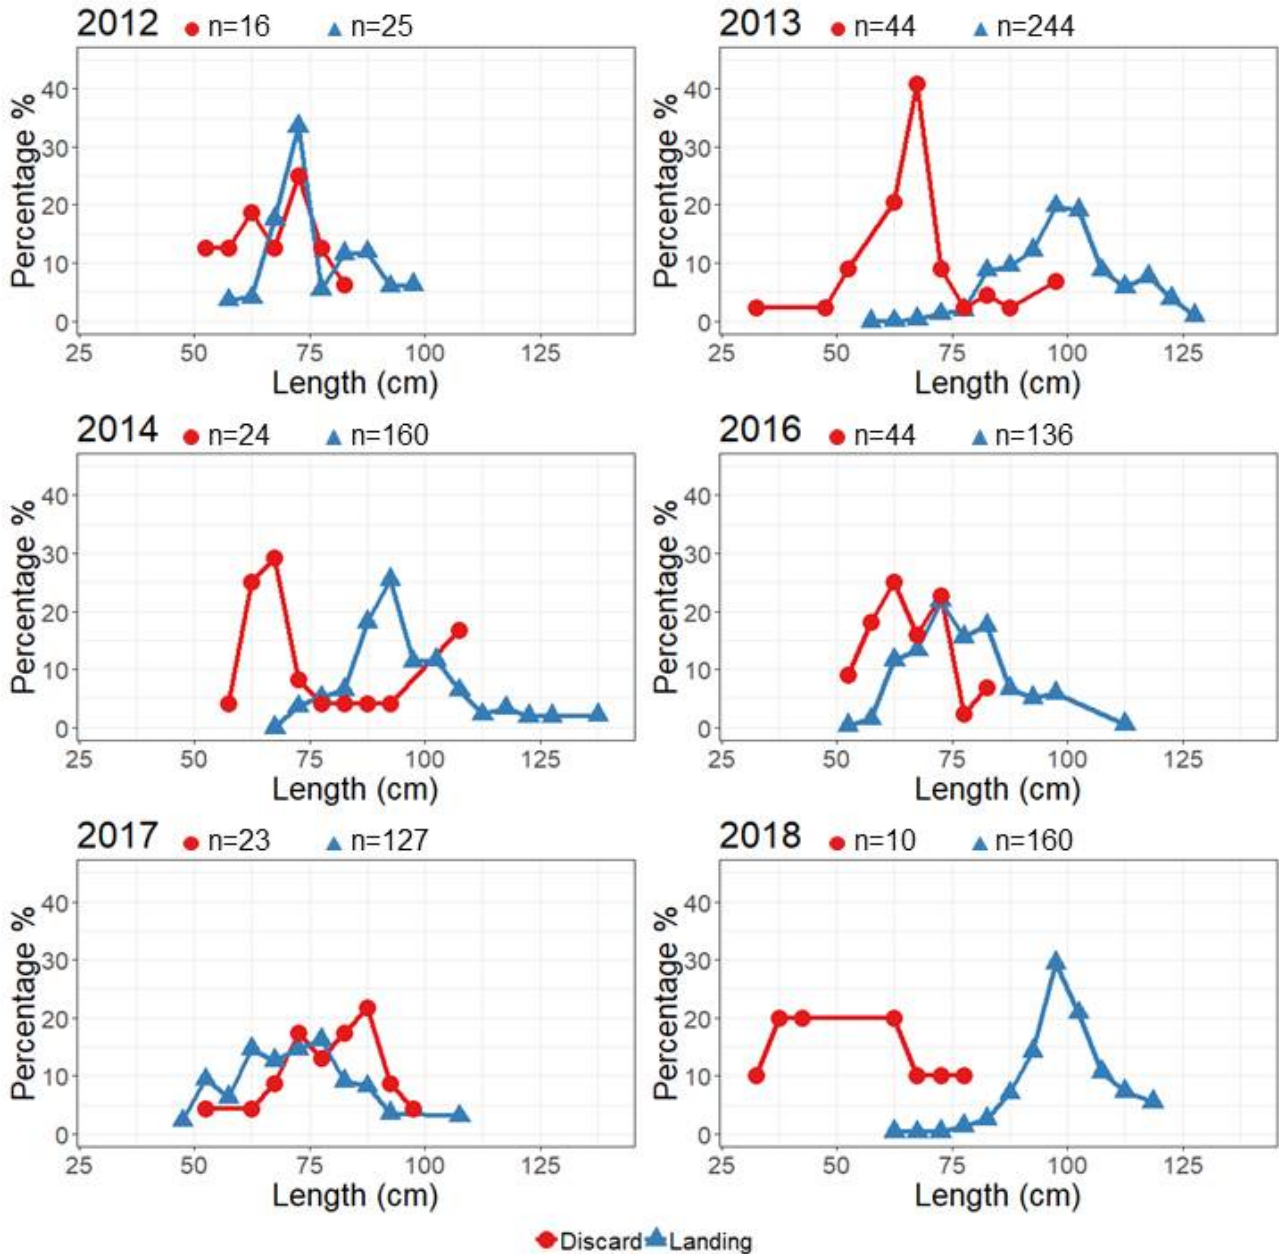 2012 n=16 n=25
2013 n=44 n=244
Percentage %
40
30
20
10
0
25 50 75 100 125
Length (cm)
Percentage %
40
30
20
10
0
25 50 75 100 125
Length (cm)
2014 n=24 n=160
2016 n=44 n=136
Percentage %
40
30
20
10
0
25 50 75 100 125
Length (cm)
Percentage %
40
30
20
10
0
25 50 75 100 125
Length (cm)
2017 n=23 n=127
2018 n=10 n=160
Percentage %
40
30
20
10
0
25 50 75 100 125
Length (cm)
Percentage %
40
30
20
10
0
25 50 75 100 125
Length (cm)
Discard Landing